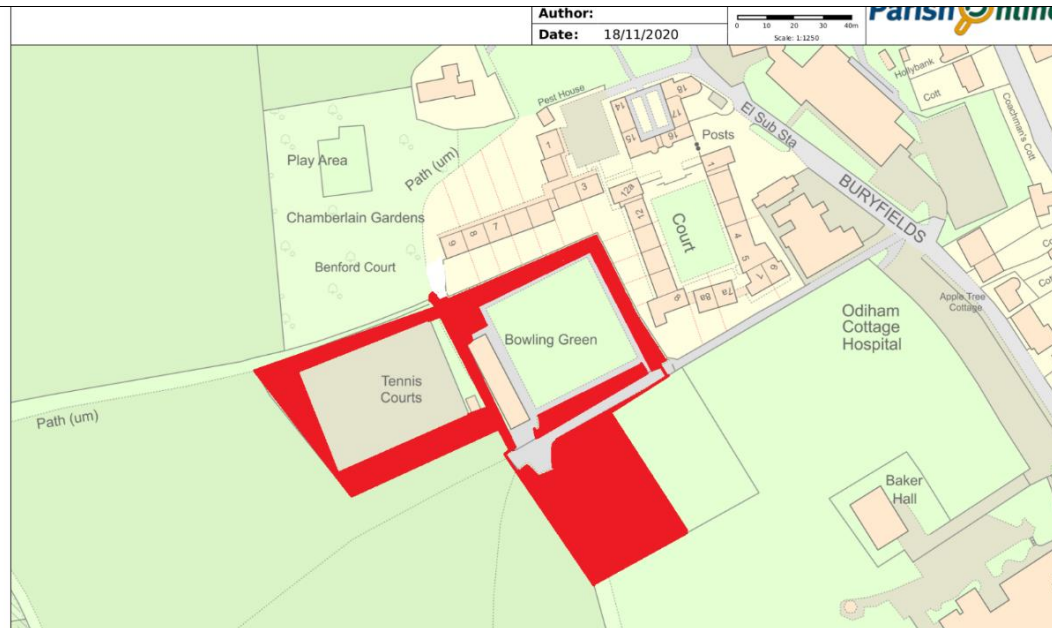 Author:
Date: 18/11/2020
0 10 20 30 40m
Scale: 1:1250
Parish Online
Hollybank
Cott
Coachman's Cott
Pest House
14
18
17
15
16
El Sub Sta
Posts
1
Play Area
Path (um)
3
12a
1
BURYFIELDS
Chamberlain Gardens
12
Court
4
9
8
7
5
Benford Court
1
6
9
8a
7a
Apple Tree
Cottage
Odiham
Cottage
Hospital
Bowling Green
Tennis
Courts
Path (um)
Baker
Hall